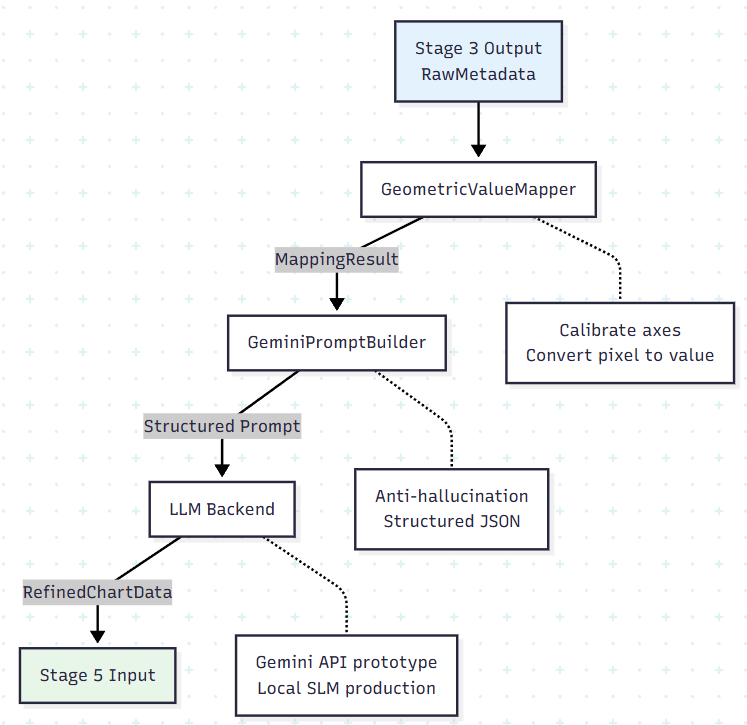 Stage 3 Output
RawMetadata
GeometricValueMapper
MappingResult
Calibrate axes
Convert pixel to value
GeminiPromptBuilder
Structured Prompt
Anti-hallucination
Structured JSON
LLM Backend
RefinedChartData
Gemini API prototype
Local SLM production
Stage 5 Input